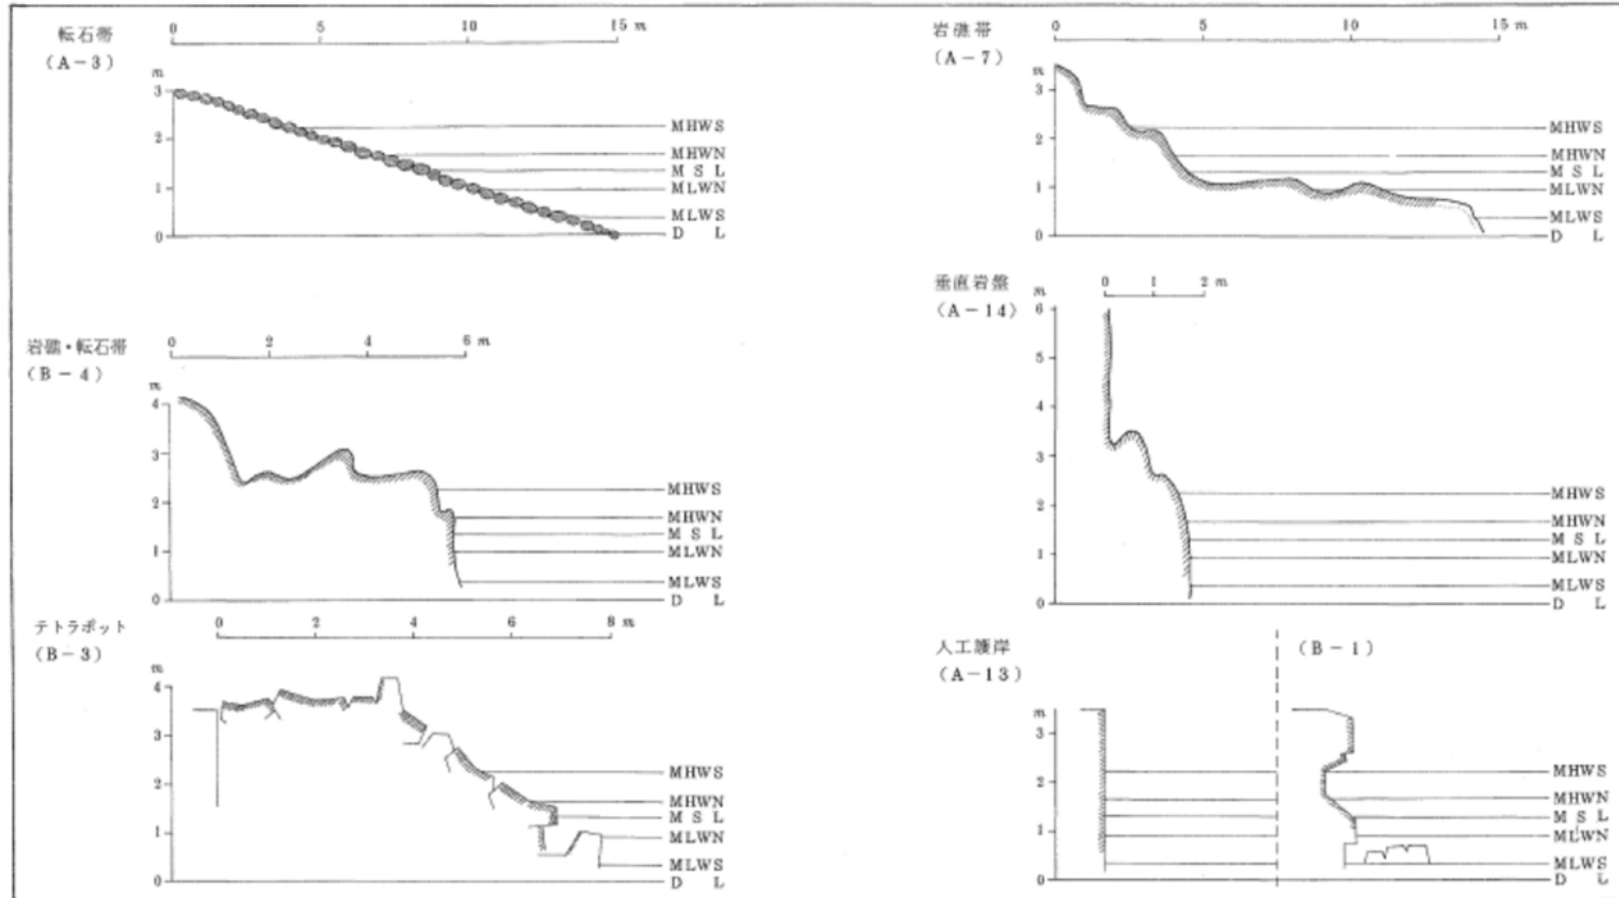 転石帯
(A-3)
0 5 10 15 m
m
3
2
1
0
MHWS
MHWN
M S L
MLWN
MLWS
D L
岩礁帯
(A-7)
0 5 10 15 m
m
3
2
1
0
MHWS
MHWN
M S L
MLWN
MLWS
D L
岩礁・転石帯
(B-4)
0 2 4 6 m
m
4
3
2
1
0
MHWS
MHWN
M S L
MLWN
MLWS
D L
垂直岩盤
(A-14)
0 1 2 m
m
6
5
4
3
2
1
0
MHWS
MHWN
M S L
MLWN
MLWS
D L
テトラポット
(B-3)
0 2 4 6 8 m
m
4
3
2
1
0
MHWS
MHWN
M S L
MLWN
MLWS
D L
人工護岸
(A-13)
(B-1)
m
3
2
1
0
MHWS
MHWN
M S L
MLWN
MLWS
D L